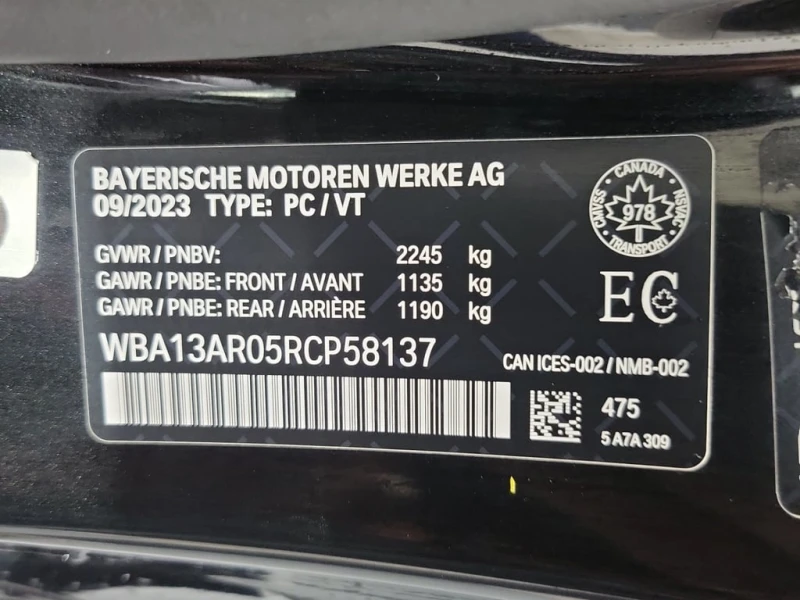 BAYERISCHE MOTOREN WERKE AG
09/2023 TYPE: PC / VT
CANADA
CMVSS
978
NSVAC
TRANSPORT
GVWR / PNBV: 2245 kg
GAWR / PNBE: FRONT / AVANT 1135 kg
GAWR / PNBE: REAR / ARRIÈRE 1190 kg
EC
WBA13AR05RCP58137
CAN ICES-002 / NMB-002
475
5 A7A 309